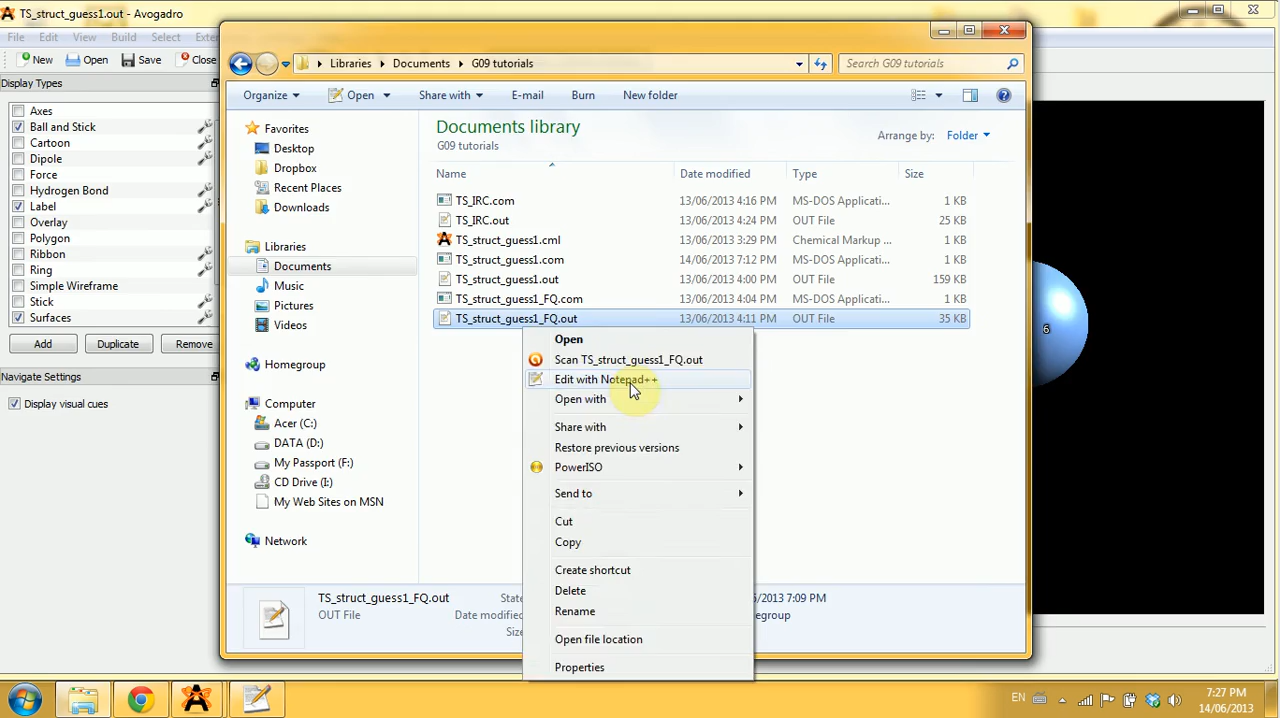 TS_struct_guess1.out - Avogadro
File Edit View Build Select
New Open Save Close
Display Types
Axes
Ball and Stick
Cartoon
Dipole
Force
Hydrogen Bond
Label
Overlay
Polygon
Ribbon
Ring
Simple Wireframe
Stick
Surfaces
Add Duplicate Remove
Navigate Settings
Display visual cues
Libraries Documents G09 tutorials
Search G09 tutorials
Organize Open Share with E-mail Burn New folder
Favorites
Desktop
Dropbox
Recent Places
Downloads
Libraries
Documents
Music
Pictures
Videos
Homegroup
Computer
Acer (C:)
DATA (D:)
My Passport (F:)
CD Drive (I:)
My Web Sites on MSN
Network
Documents library
G09 tutorials
Arrange by: Folder
Name Date modified Type Size
TS_IRC.com 13/06/2013 4:16 PM MS-DOS Applicati... 1 KB
TS_IRC.out 13/06/2013 4:24 PM OUT File 25 KB
TS_struct_guess1.cml 13/06/2013 3:29 PM Chemical Markup ... 1 KB
TS_struct_guess1.com 14/06/2013 7:12 PM MS-DOS Applicati... 1 KB
TS_struct_guess1.out 13/06/2013 4:00 PM OUT File 159 KB
TS_struct_guess1_FQ.com 13/06/2013 4:04 PM MS-DOS Applicati... 1 KB
TS_struct_guess1_FQ.out 13/06/2013 4:11 PM OUT File 35 KB
Open
Scan TS_struct_guess1_FQ.out
Edit with Notepad++
Open with
Share with
Restore previous versions
PowerISO
Send to
Cut
Copy
Create shortcut
Delete
Rename
Open file location
Properties
6
TS_struct_guess1_FQ.out
OUT File
Date modified
7:09 PM
EN
7:27 PM
14/06/2013